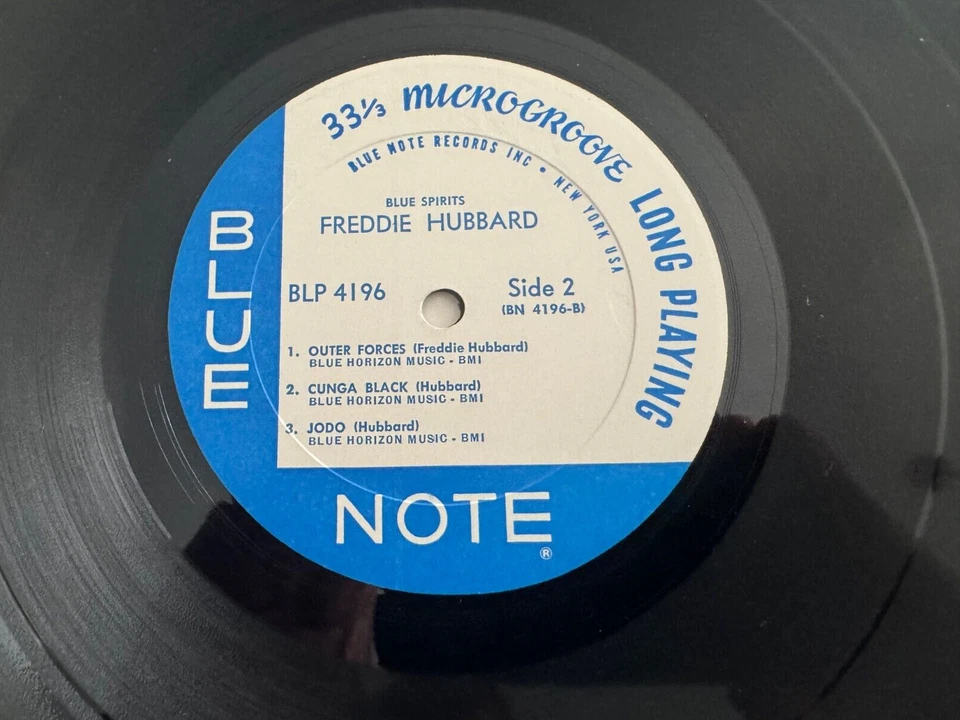 33⅓ MICROGROOVE LONG PLAYING
BLUE NOTE RECORDS INC • NEW YORK USA
BLUE SPIRITS
FREDDIE HUBBARD
BLP 4196
Side 2
(BN 4196-B)
1. OUTER FORCES (Freddie Hubbard)
BLUE HORIZON MUSIC - BMI
2. CUNGA BLACK (Hubbard)
BLUE HORIZON MUSIC - BMI
3. JODO (Hubbard)
BLUE HORIZON MUSIC - BMI
BLUE
NOTE
®